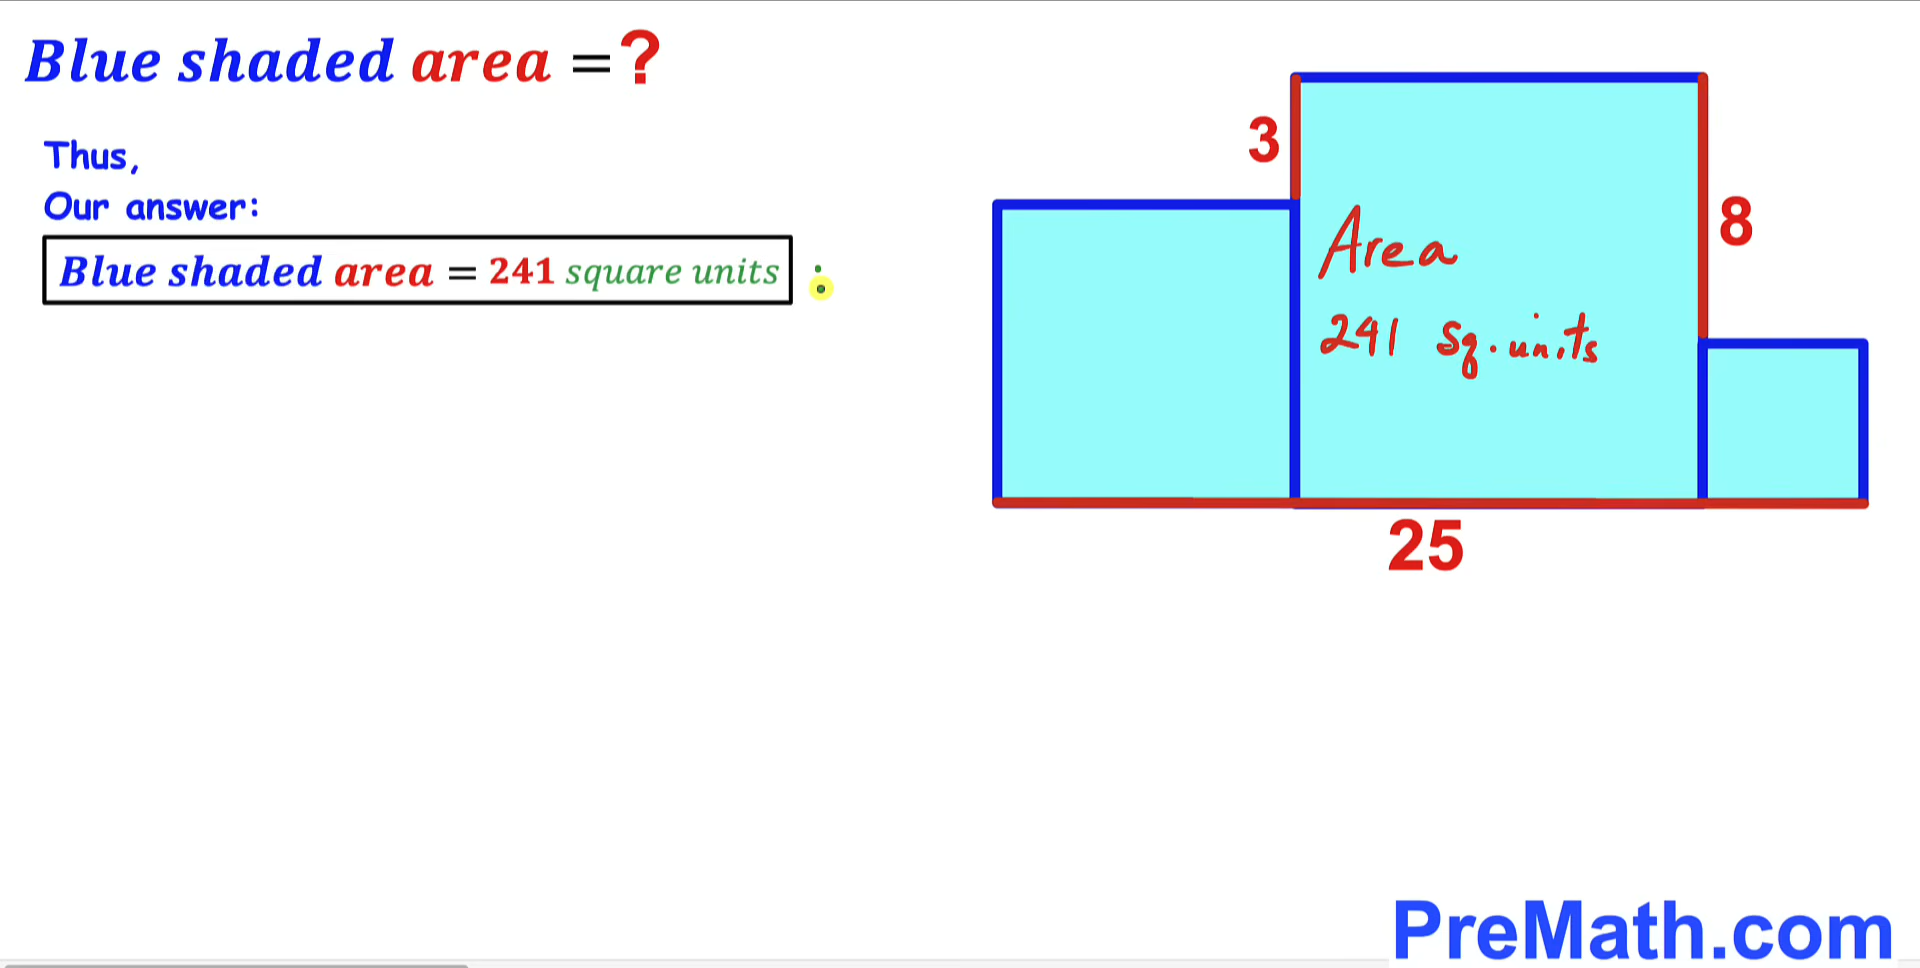 Blue shaded area = ?
Thus,
Our answer:
Blue shaded area = 241 square units
3
8
Area
241 sq. units
25
PreMath.com